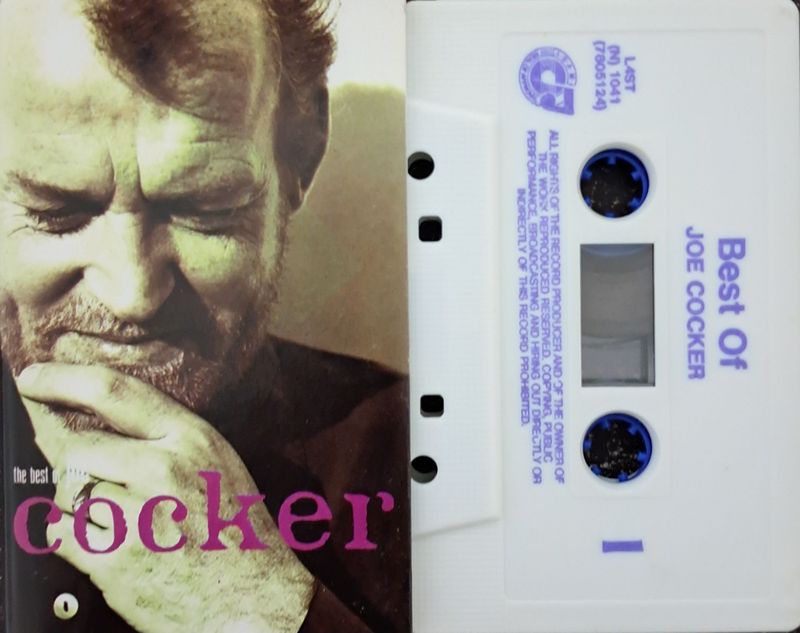 the best of
cocker
L4ST
(N) 1041
(7805124)
ALL RIGHTS OF THE RECORD PRODUCER AND OF THE OWNER OF
THE WORK REPRODUCED RESERVED. COPYING, PUBLIC
PERFORMANCE, BROADCASTING AND HIRING OUT DIRECTLY OR
INDIRECTLY OF THIS RECORD PROHIBITED.
Best Of
JOE COCKER
1